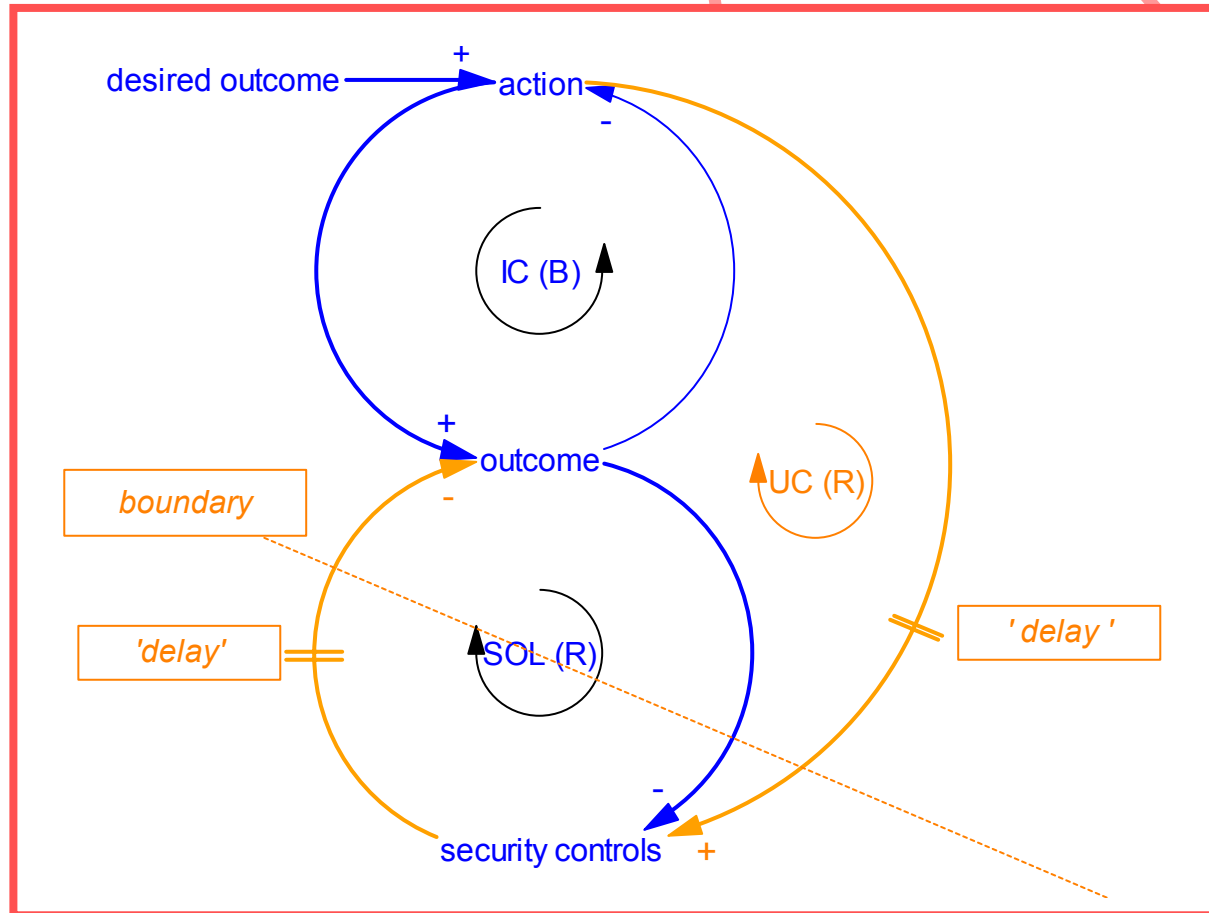 +
desired outcome
action
-
IC (B)
+
outcome
-
UC (R)
boundary
'delay'
SOL (R)
' delay '
-
security controls
+